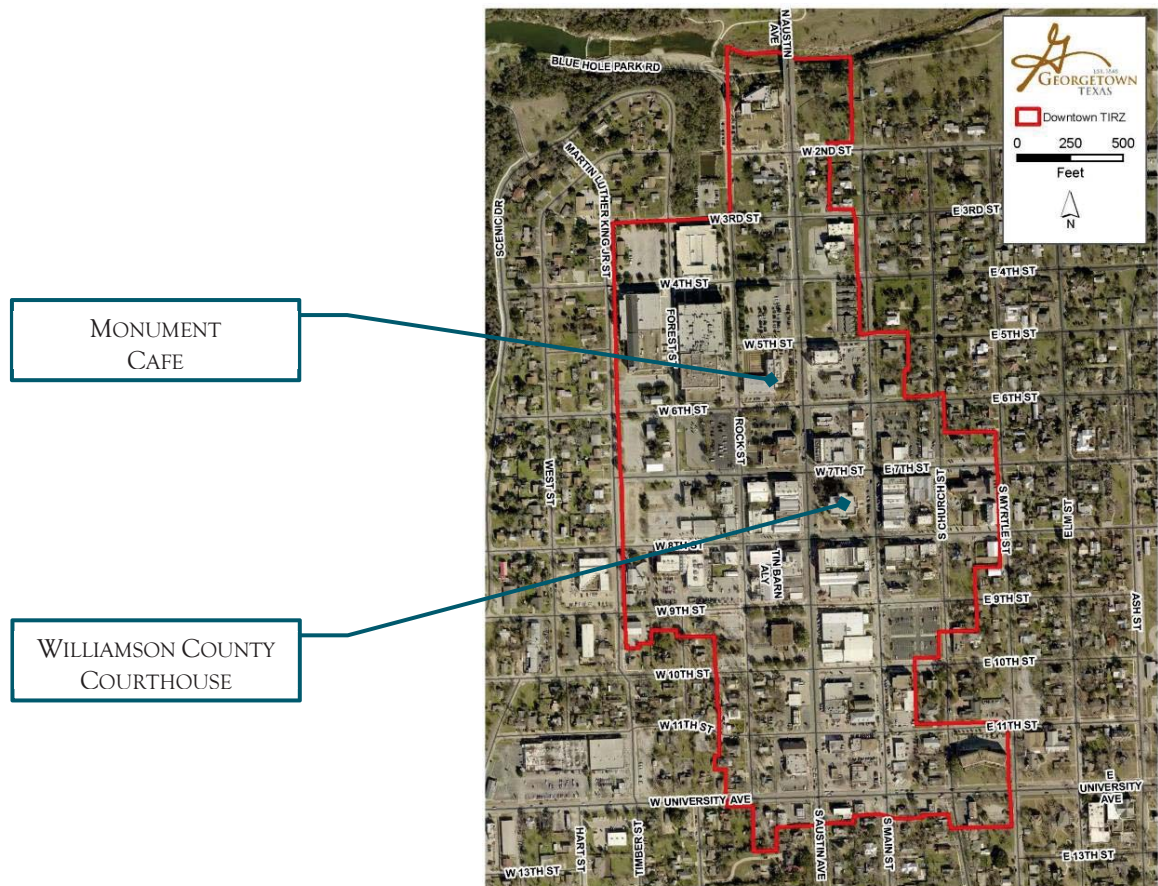 MONUMENT
CAFE
WILLIAMSON COUNTY
COURTHOUSE
EST. 1848
GEORGETOWN
TEXAS
Downtown TIRZ
0 250 500
Feet
N
N AUSTIN
AVE
BLUE HOLE PARK RD
W 2ND ST
MARTIN LUTHER KING JR ST
SCENIC DR
W 3RD ST
E 3RD ST
W 4TH ST
E 4TH ST
FOREST ST
W 5TH ST
E 5TH ST
W 6TH ST
E 6TH ST
ROCK ST
WEST ST
W 7TH ST
E 7TH ST
S CHURCH ST
S MYRTLE ST
ELM ST
W 8TH ST
TIN BARN
ALY
W 9TH ST
E 9TH ST
ASH ST
W 10TH ST
E 10TH ST
W 11TH ST
E 11TH ST
W UNIVERSITY AVE
E
UNIVERSITY
AVE
HART ST
TIMBER ST
S AUSTIN AVE
S MAIN ST
W 13TH ST
E 13TH ST